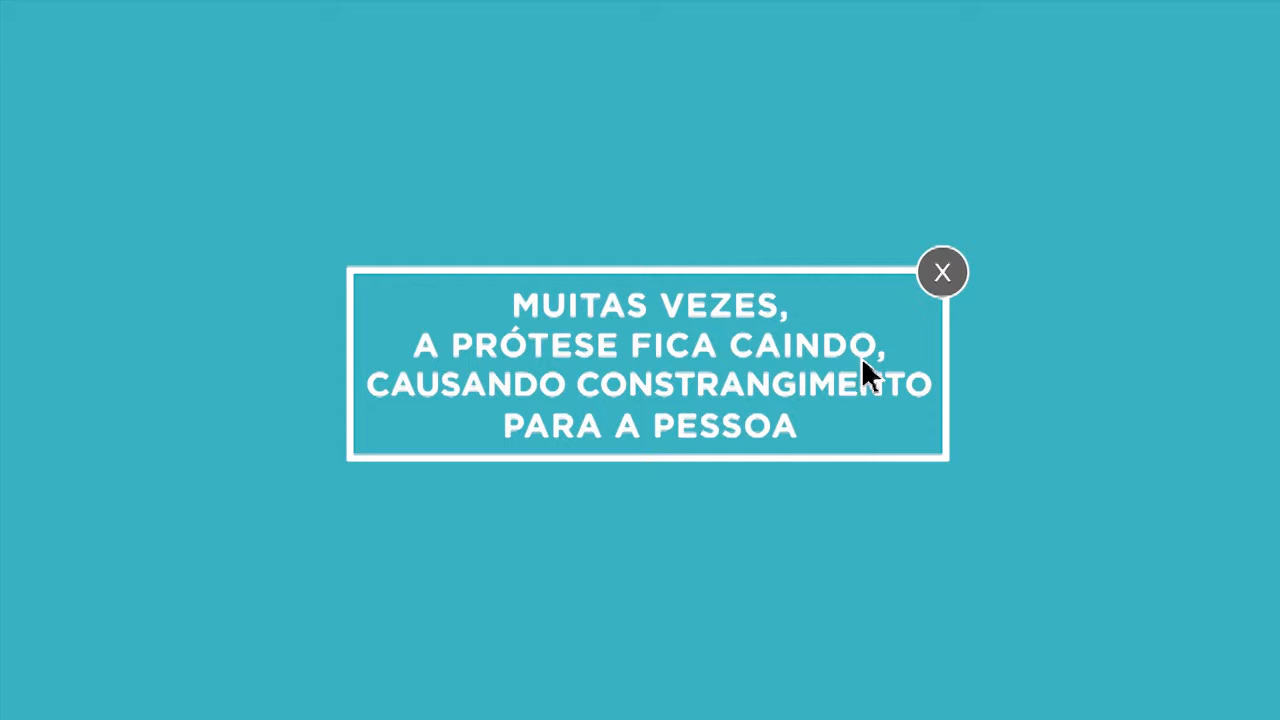 X
MUITAS VEZES,
A PRÓTESE FICA CAINDO,
CAUSANDO CONSTRANGIMENTO
PARA A PESSOA